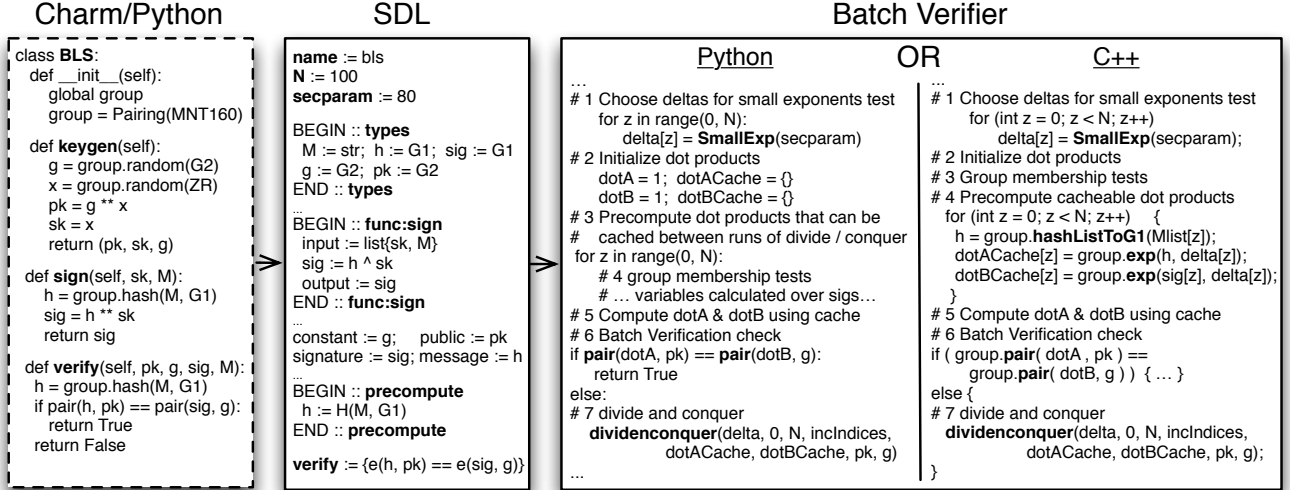 Charm/Python
class BLS:
def __init__(self):
global group
group = Pairing(MNT160)
def keygen(self):
g = group.random(G2)
x = group.random(ZR)
pk = g ** x
sk = x
return (pk, sk, g)
def sign(self, sk, M):
h = group.hash(M, G1)
sig = h ** sk
return sig
def verify(self, pk, g, sig, M):
h = group.hash(M, G1)
if pair(h, pk) == pair(sig, g):
return True
return False
SDL
name := bls
N := 100
secparam := 80
BEGIN :: types
M := str; h := G1; sig := G1
g := G2; pk := G2
END :: types
...
BEGIN :: func:sign
input := list{sk, M}
sig := h ^ sk
output := sig
END :: func:sign
...
constant := g; public := pk
signature := sig; message := h
...
BEGIN :: precompute
h := H(M, G1)
END :: precompute
verify := {e(h, pk) == e(sig, g)}
Batch Verifier
Python
...
# 1 Choose deltas for small exponents test
for z in range(0, N):
delta[z] = SmallExp(secparam)
# 2 Initialize dot products
dotA = 1; dotACache = {}
dotB = 1; dotBCache = {}
# 3 Precompute dot products that can be
# cached between runs of divide / conquer
for z in range(0, N):
# 4 group membership tests
# … variables calculated over sigs…
# 5 Compute dotA & dotB using cache
# 6 Batch Verification check
if pair(dotA, pk) == pair(dotB, g):
return True
else:
# 7 divide and conquer
dividenconquer(delta, 0, N, incIndices,
dotACache, dotBCache, pk, g)
...
OR
C++
...
# 1 Choose deltas for small exponents test
for (int z = 0; z < N; z++)
delta[z] = SmallExp(secparam);
# 2 Initialize dot products
# 3 Group membership tests
# 4 Precompute cacheable dot products
for (int z = 0; z < N; z++) {
h = group.hashListToG1(Mlist[z]);
dotACache[z] = group.exp(h, delta[z]);
dotBCache[z] = group.exp(sig[z], delta[z]);
}
# 5 Compute dotA & dotB using cache
# 6 Batch Verification check
if ( group.pair( dotA , pk ) ==
group.pair( dotB, g ) ) { … }
else {
# 7 divide and conquer
dividenconquer(delta, 0, N, incIndices,
dotACache, dotBCache, pk, g);
}